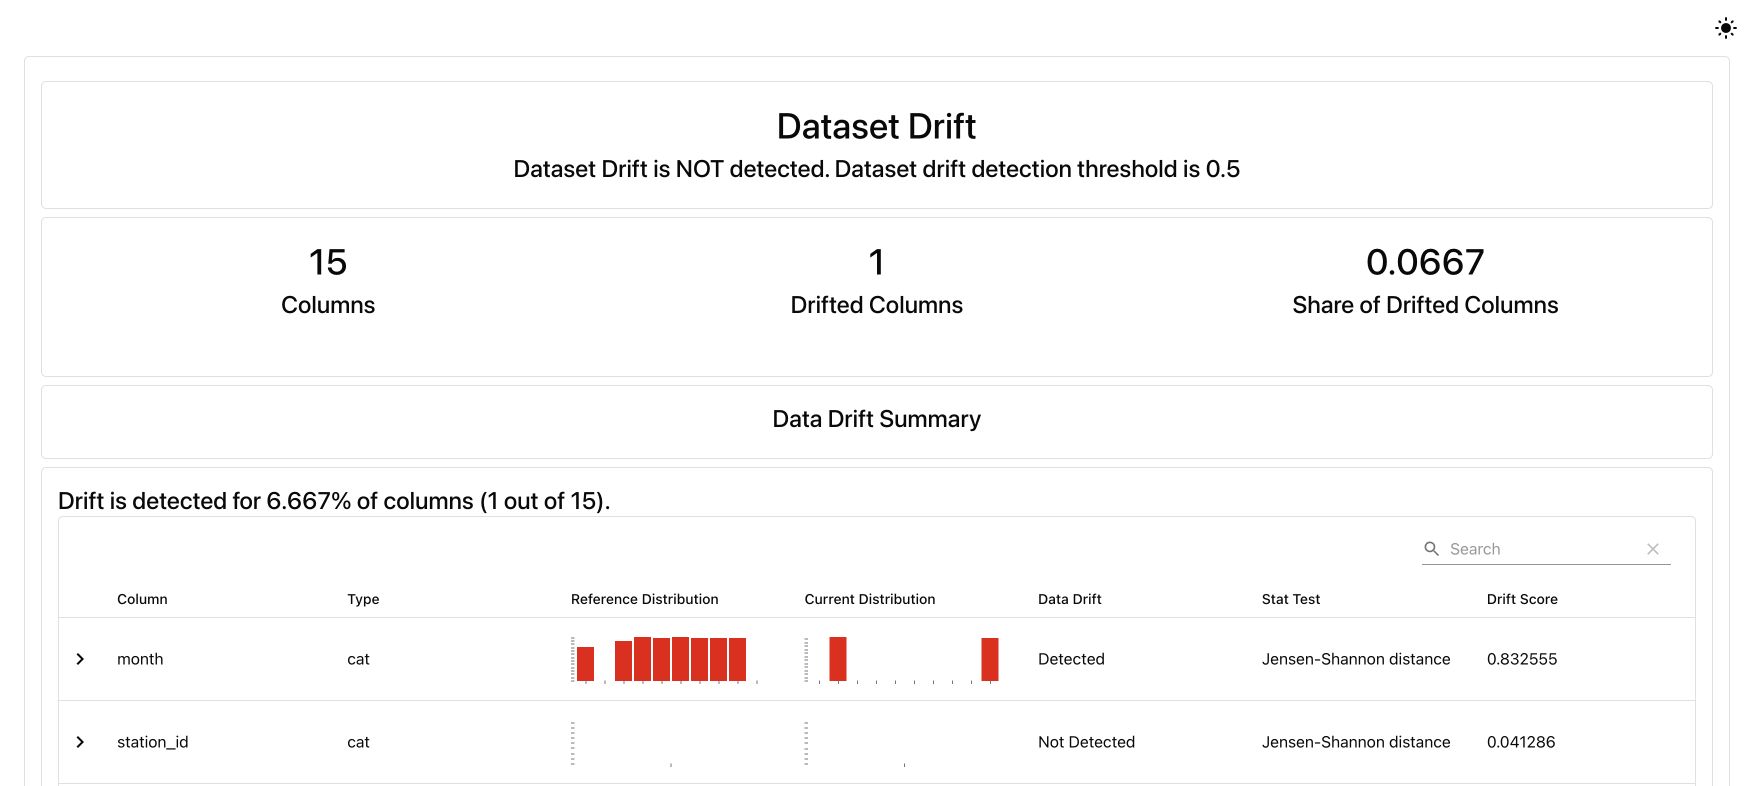 Dataset Drift
Dataset Drift is NOT detected. Dataset drift detection threshold is 0.5
15
Columns
1
Drifted Columns
0.0667
Share of Drifted Columns
Data Drift Summary
Drift is detected for 6.667% of columns (1 out of 15).
Search
Column Type Reference Distribution Current Distribution Data Drift Stat Test Drift Score
month cat Detected Jensen-Shannon distance 0.832555
station_id cat Not Detected Jensen-Shannon distance 0.041286